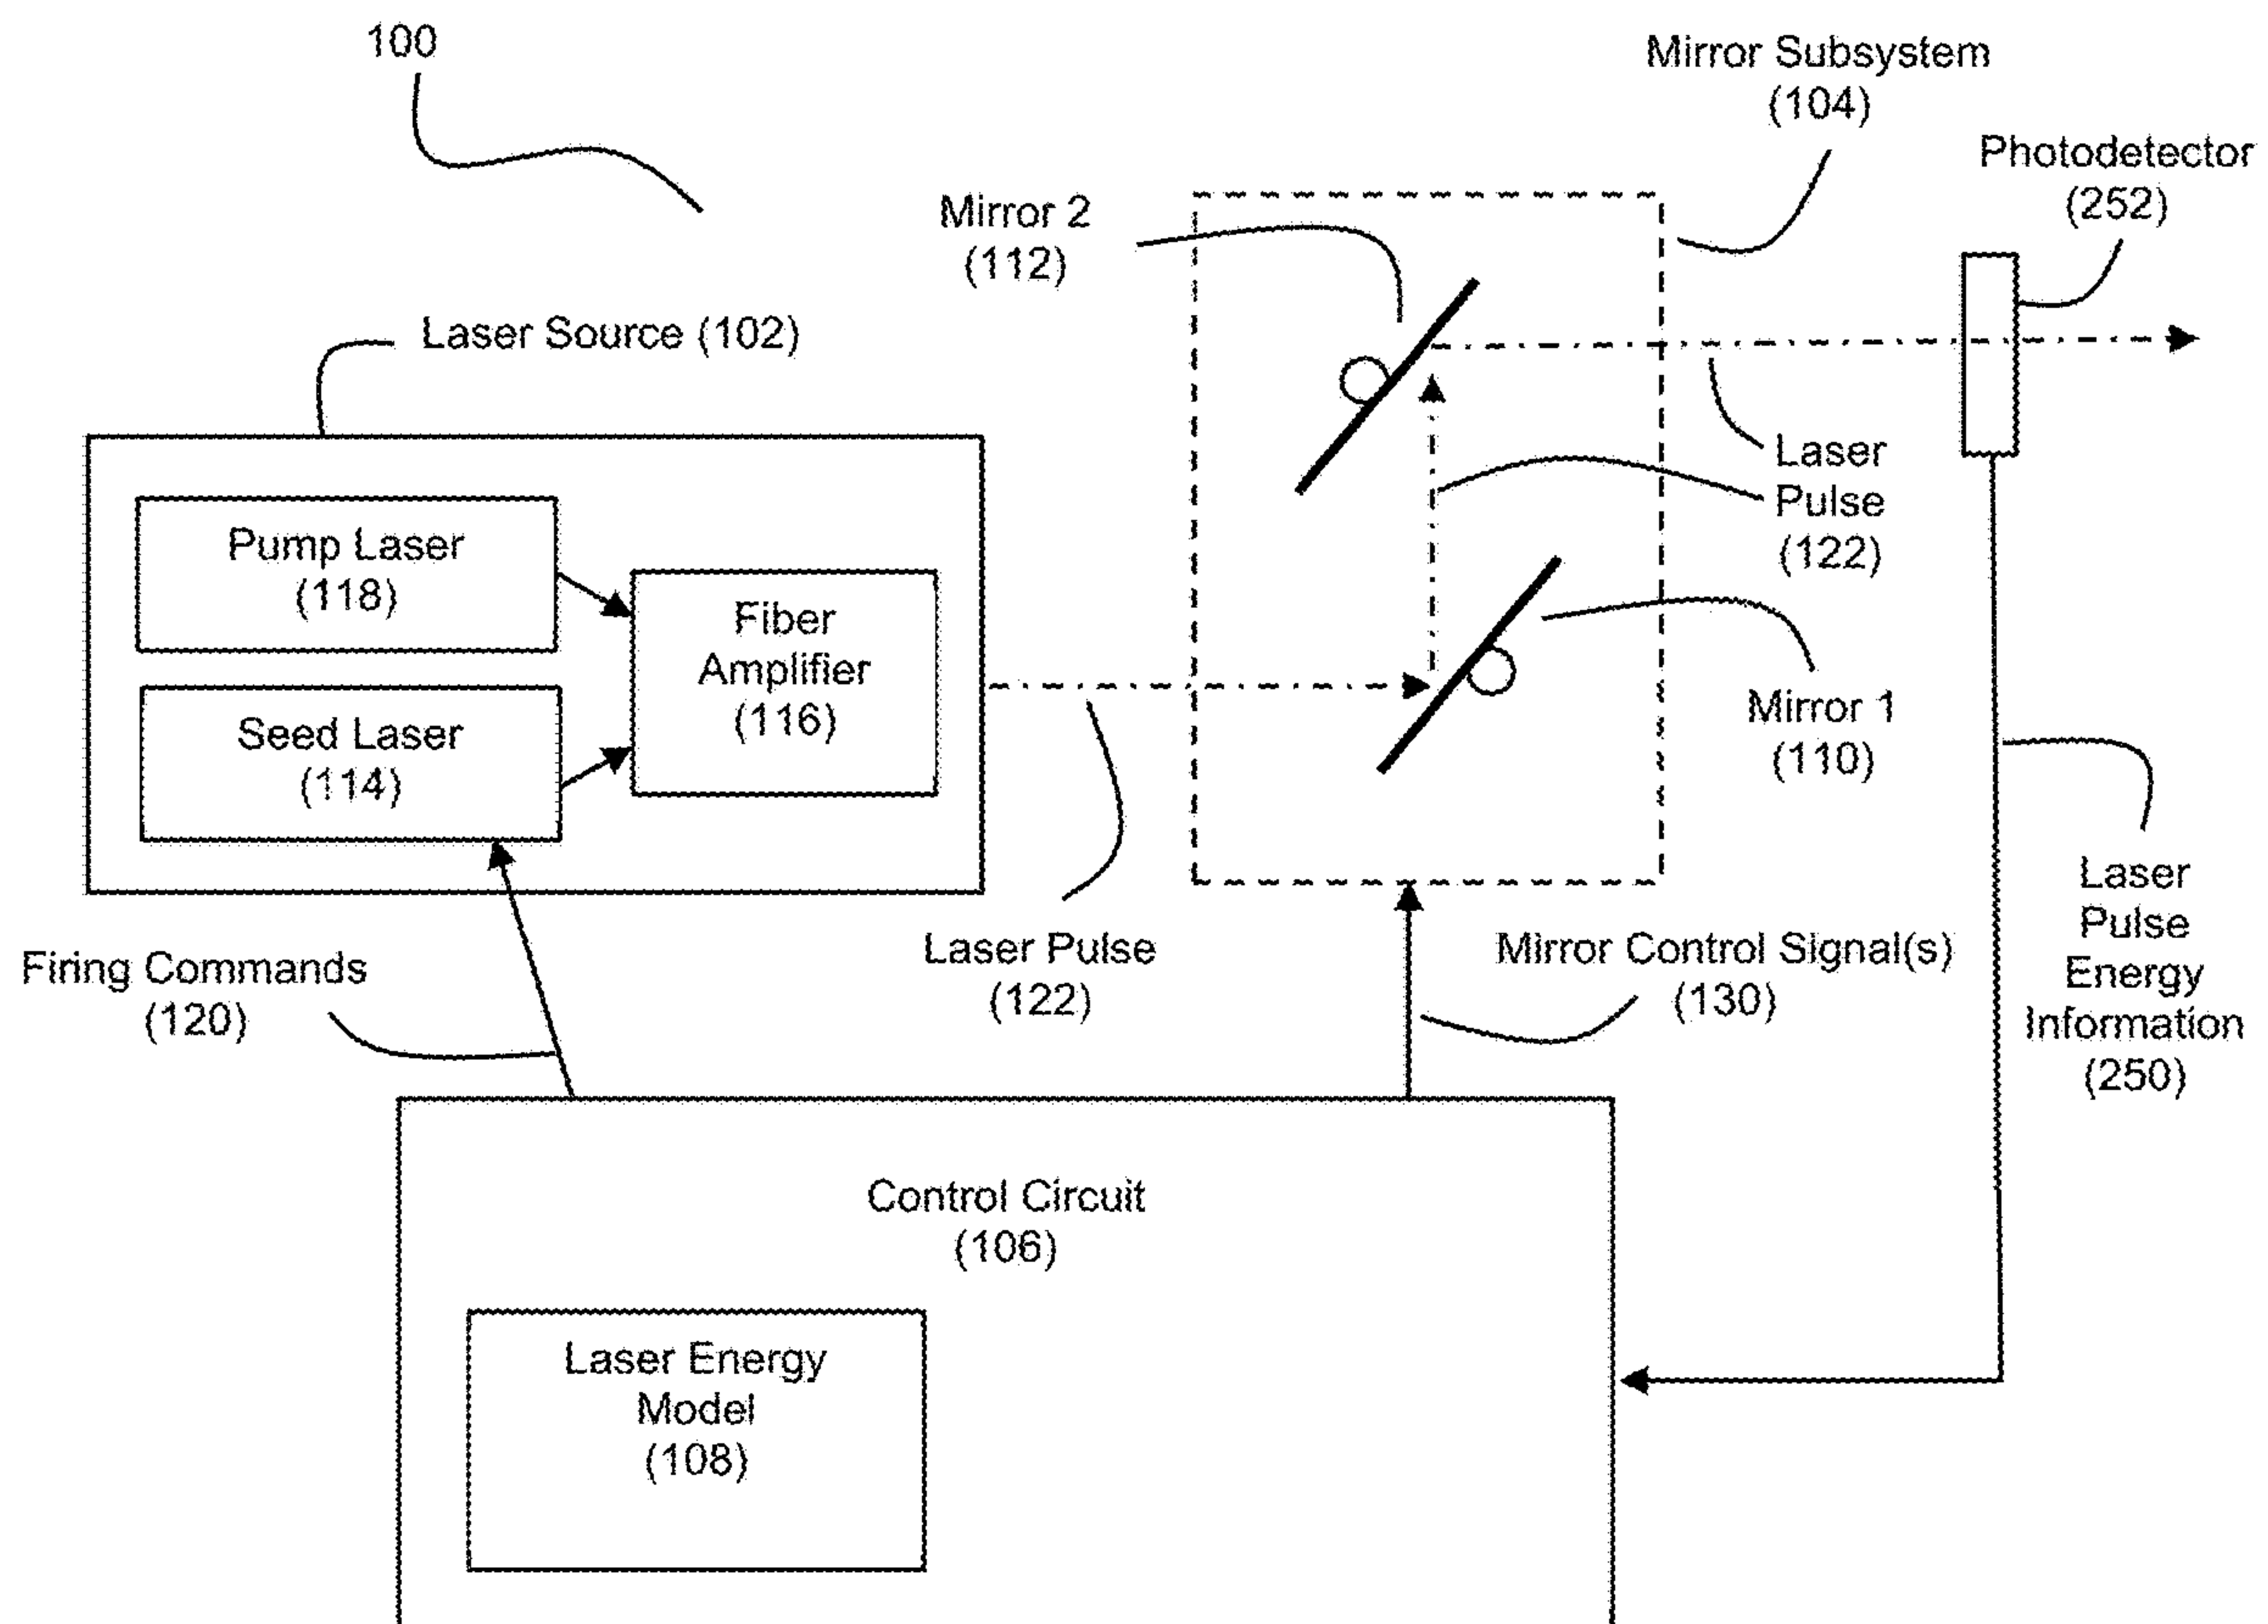 100
Mirror Subsystem
(104)
Photodetector
(252)
Mirror 2
(112)
Laser Source (102)
Pump Laser
(118)
Fiber
Amplifier
(116)
Seed Laser
(114)
Laser
Pulse
(122)
Mirror 1
(110)
Laser
Pulse
Energy
Information
(250)
Firing Commands
(120)
Laser Pulse
(122)
Mirror Control Signal(s)
(130)
Control Circuit
(106)
Laser Energy
Model
(108)